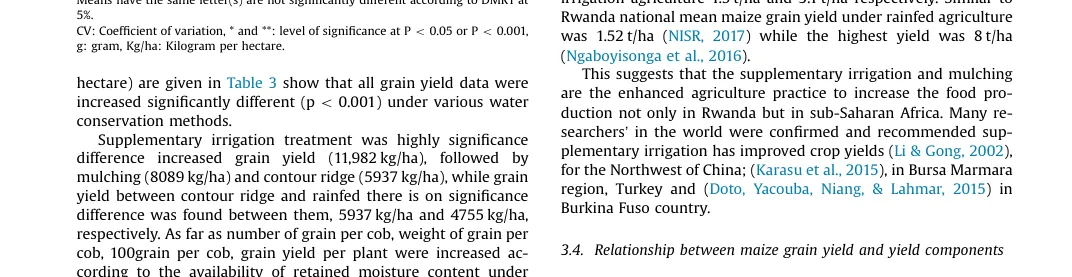 Means have the same letter(s) are not significantly different according to DMRT at
5%.
CV: Coefficient of variation, * and **: level of significance at P < 0.05 or P < 0.001,
g: gram, Kg/ha: Kilogram per hectare.
hectare) are given in Table 3 show that all grain yield data were
increased significantly different (p < 0.001) under various water
conservation methods.
Supplementary irrigation treatment was highly significance
difference increased grain yield (11,982 kg/ha), followed by
mulching (8089 kg/ha) and contour ridge (5937 kg/ha), while grain
yield between contour ridge and rainfed there is on significance
difference was found between them, 5937 kg/ha and 4755 kg/ha,
respectively. As far as number of grain per cob, weight of grain per
cob, 100grain per cob, grain yield per plant were increased ac-
cording to the availability of retained moisture content under
Rwanda national mean maize grain yield under rainfed agriculture
was 1.52 t/ha (NISR, 2017) while the highest yield was 8 t/ha
(Ngaboyisonga et al., 2016).
This suggests that the supplementary irrigation and mulching
are the enhanced agriculture practice to increase the food pro-
duction not only in Rwanda but in sub-Saharan Africa. Many re-
searchers' in the world were confirmed and recommended sup-
plementary irrigation has improved crop yields (Li & Gong, 2002),
for the Northwest of China; (Karasu et al., 2015), in Bursa Marmara
region, Turkey and (Doto, Yacouba, Niang, & Lahmar, 2015) in
Burkina Fuso country.
3.4. Relationship between maize grain yield and yield components